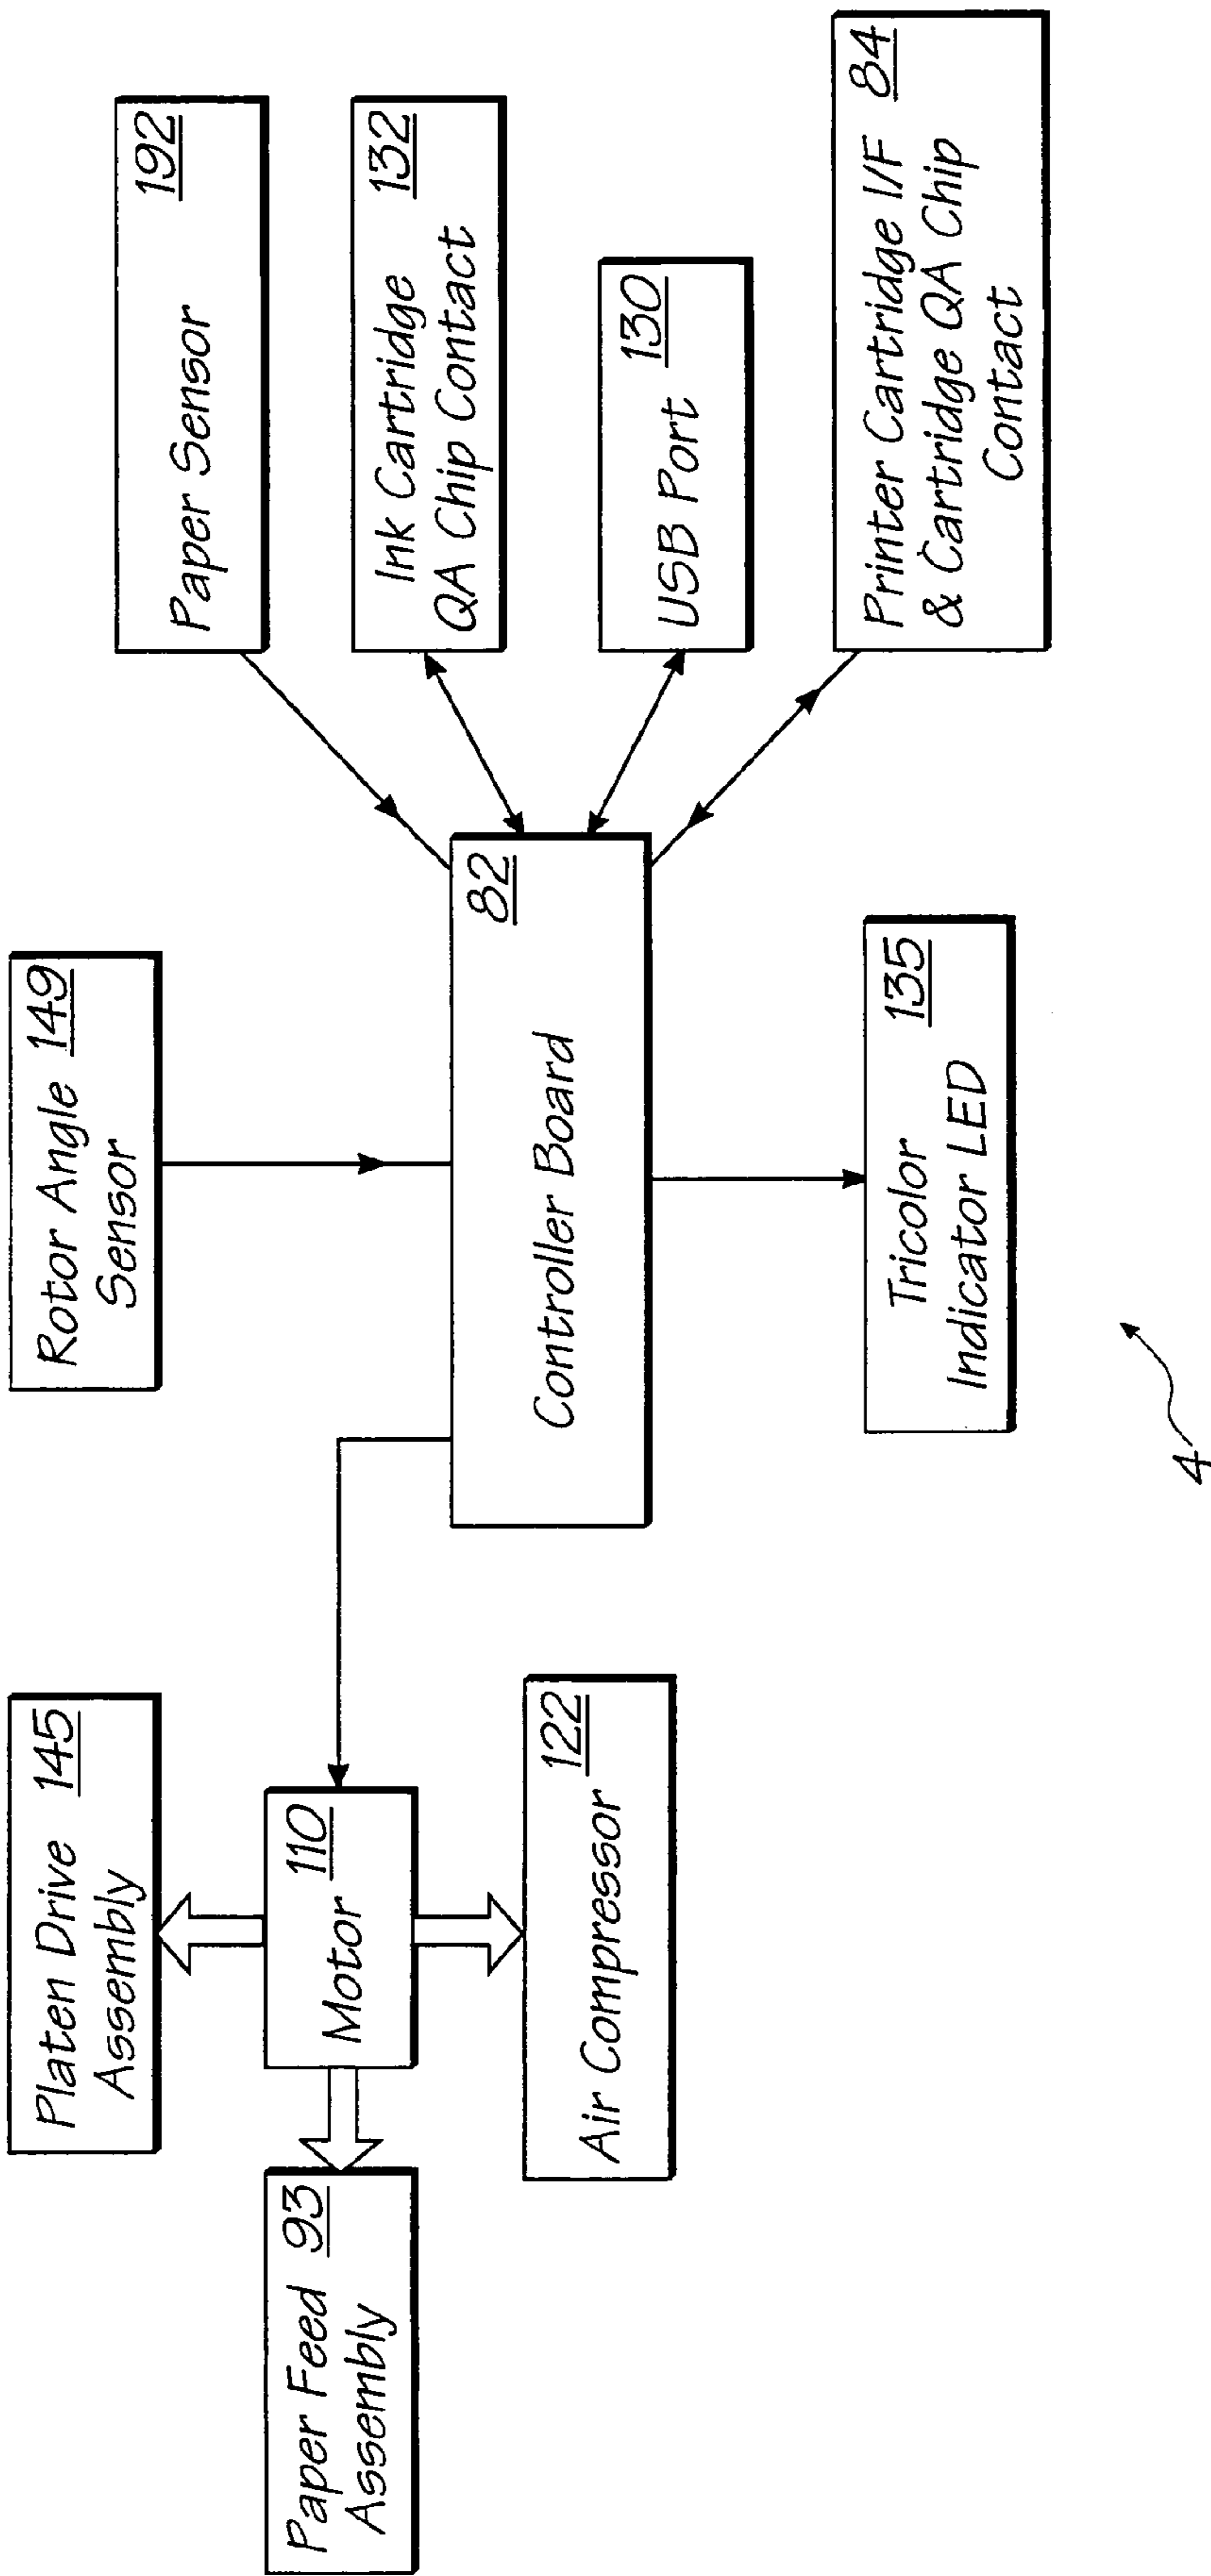 Platen Drive 145
Assembly
Rotor Angle 149
Sensor
Paper Sensor 192
Paper Feed 93
Assembly
Motor 110
Ink Cartridge 132
QA Chip Contact
Controller Board 82
Air Compressor 122
USB Port 130
Tricolor 135
Indicator LED
Printer Cartridge I/F 84
& Cartridge QA Chip
Contact
4